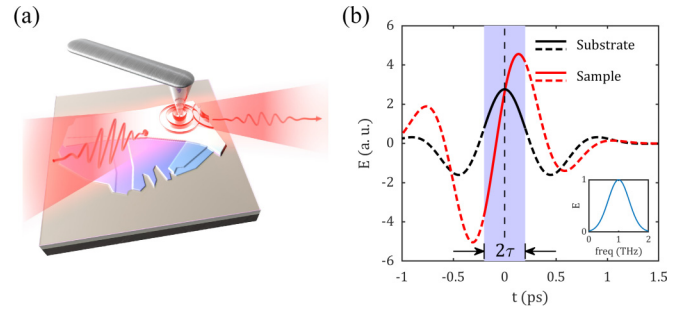 (a)
(b)
6
4
2
0
-2
-4
-6
E (a. u.)
Substrate
Sample
1
E
0
0 1 2
freq (THz)
2τ
-1 -0.5 0 0.5 1 1.5
t (ps)